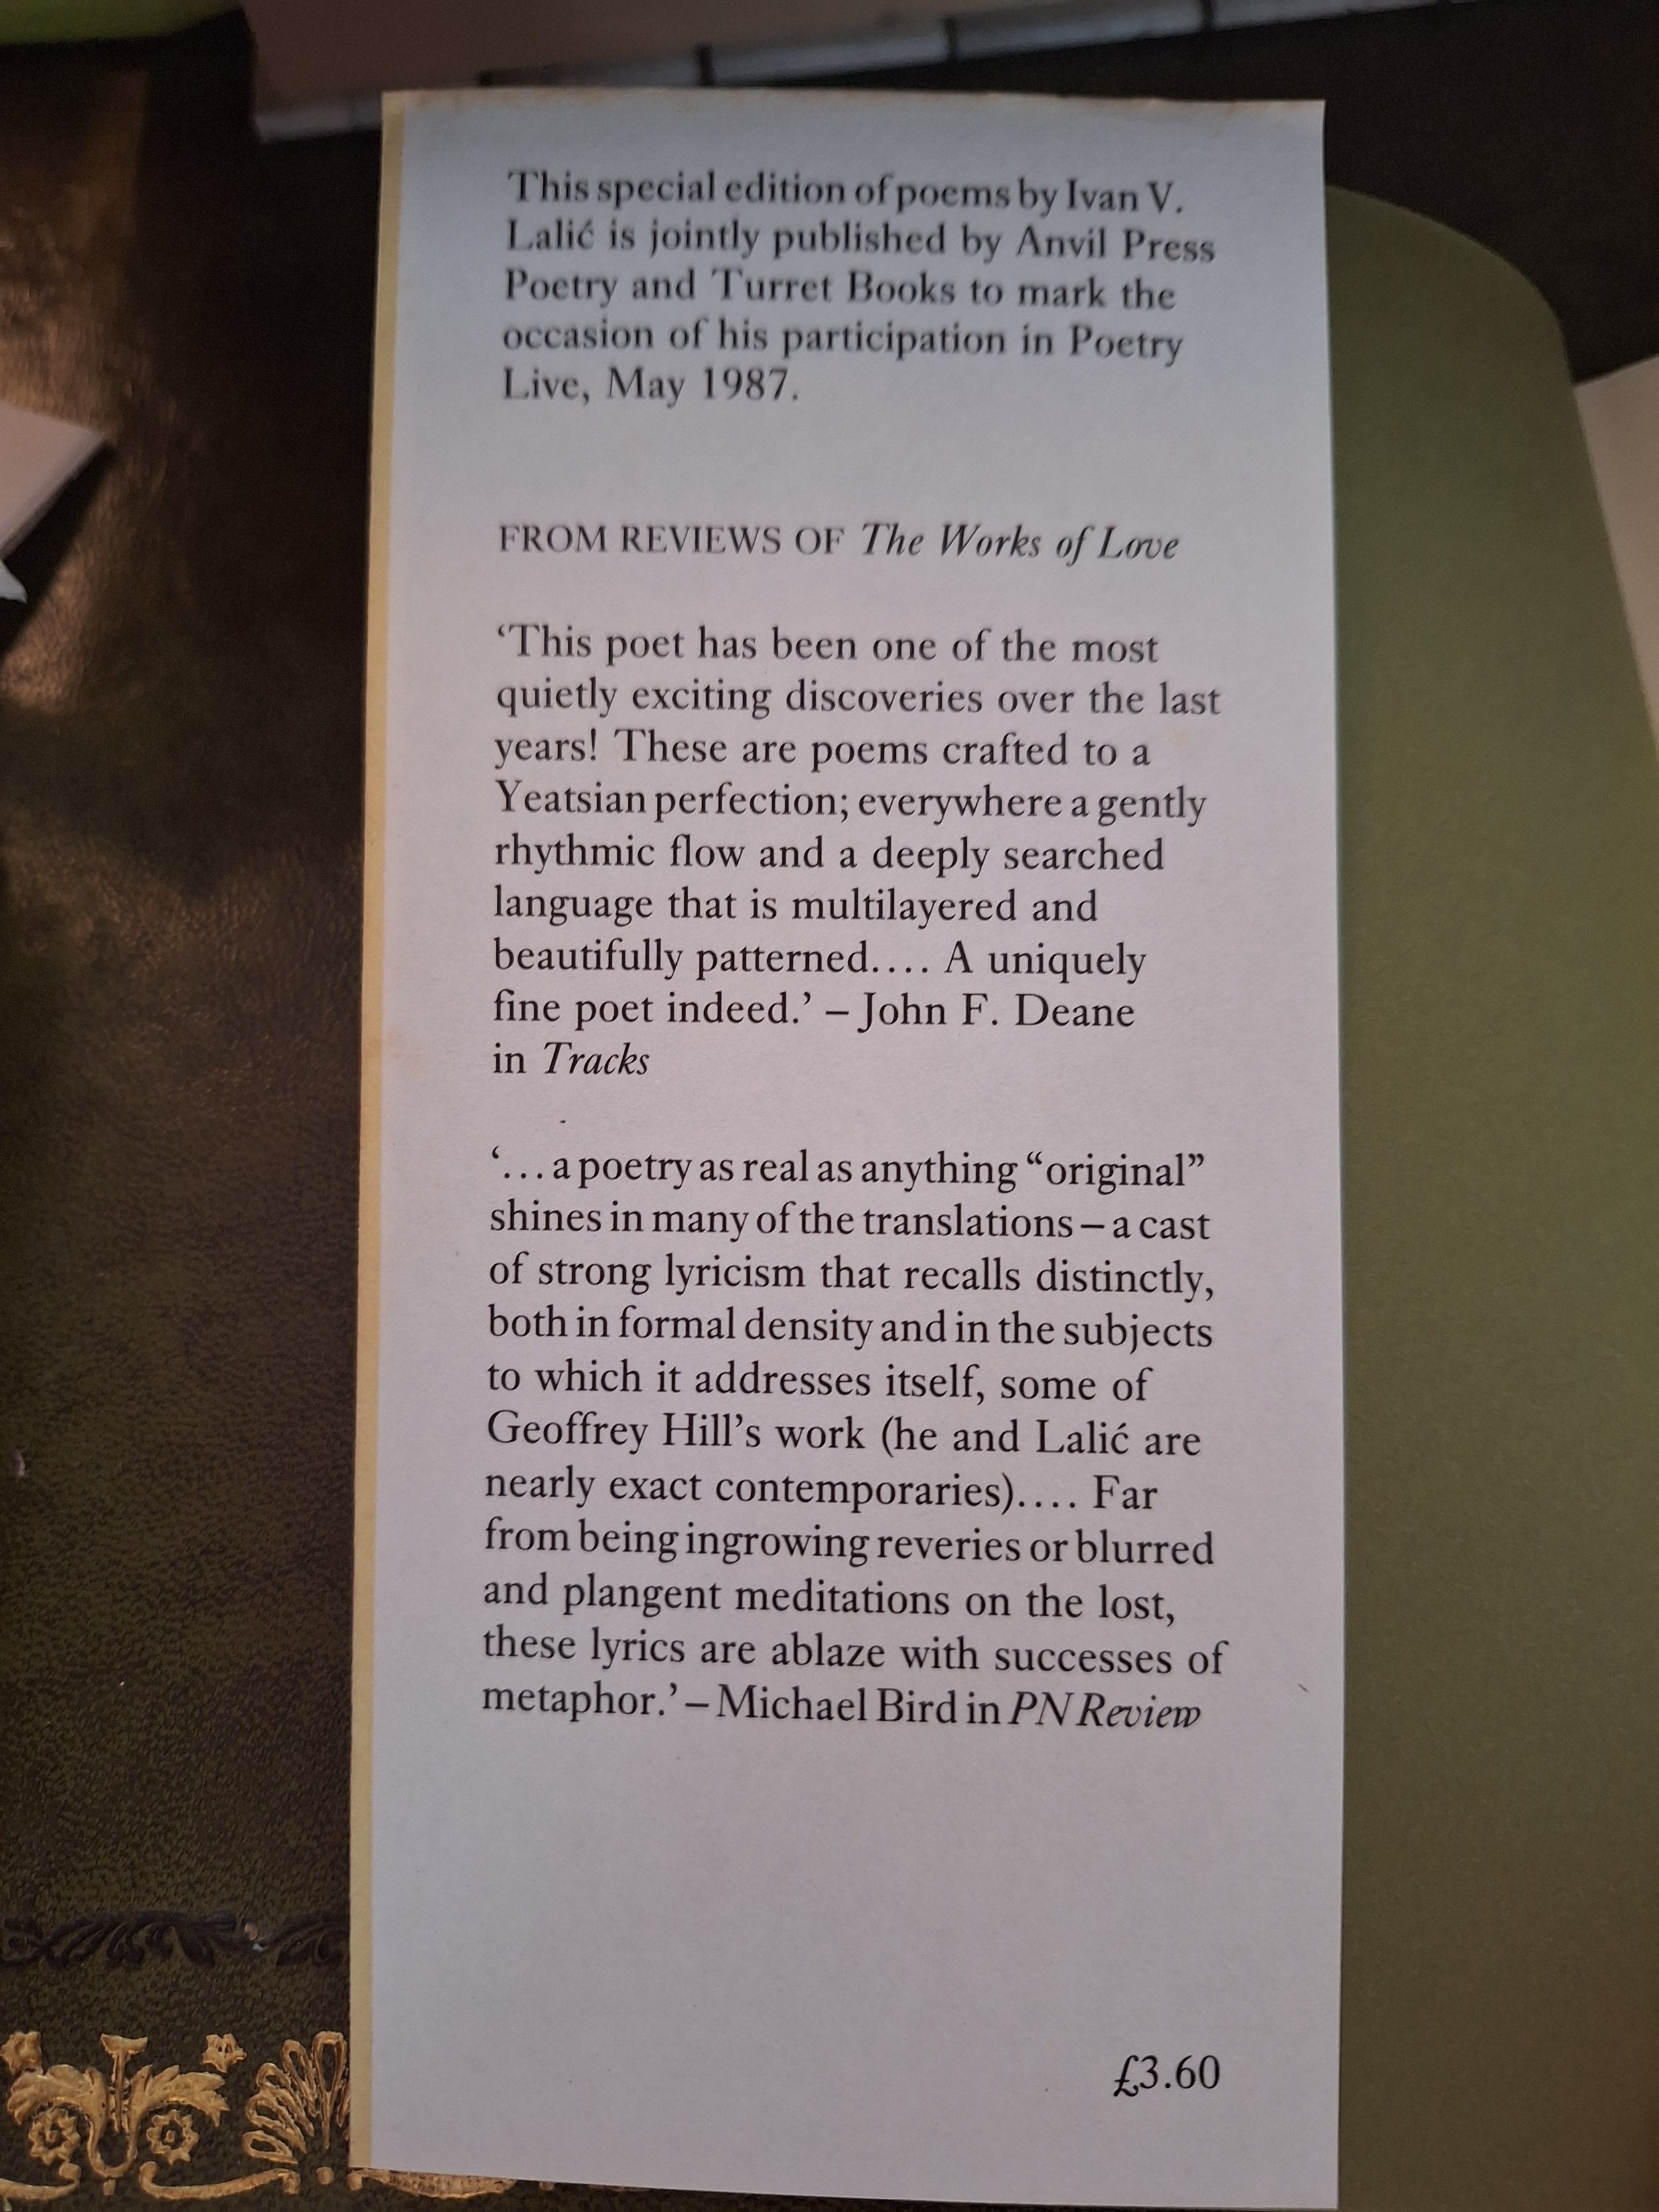 This special edition of poems by Ivan V.
Lalić is jointly published by Anvil Press
Poetry and Turret Books to mark the
occasion of his participation in Poetry
Live, May 1987.
FROM REVIEWS OF The Works of Love
‘This poet has been one of the most
quietly exciting discoveries over the last
years! These are poems crafted to a
Yeatsian perfection; everywhere a gently
rhythmic flow and a deeply searched
language that is multilayered and
beautifully patterned.... A uniquely
fine poet indeed.’ – John F. Deane
in Tracks
‘...a poetry as real as anything “original”
shines in many of the translations – a cast
of strong lyricism that recalls distinctly,
both in formal density and in the subjects
to which it addresses itself, some of
Geoffrey Hill’s work (he and Lalić are
nearly exact contemporaries).... Far
from being ingrowing reveries or blurred
and plangent meditations on the lost,
these lyrics are ablaze with successes of
metaphor.’ – Michael Bird in PN Review
£3.60